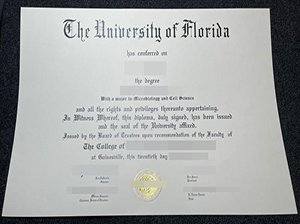 The University of Florida
has conferred on
the degree
With a major in Microbiology and Cell Science
and all the rights and privileges thereunto appertaining.
In Witness Whereof, this diploma, duly signed, has been issued
and the seal of the University affixed.
Issued by the Board of Trustees upon recommendation of the Faculty of
The College of
at Gainesville, this twentieth day